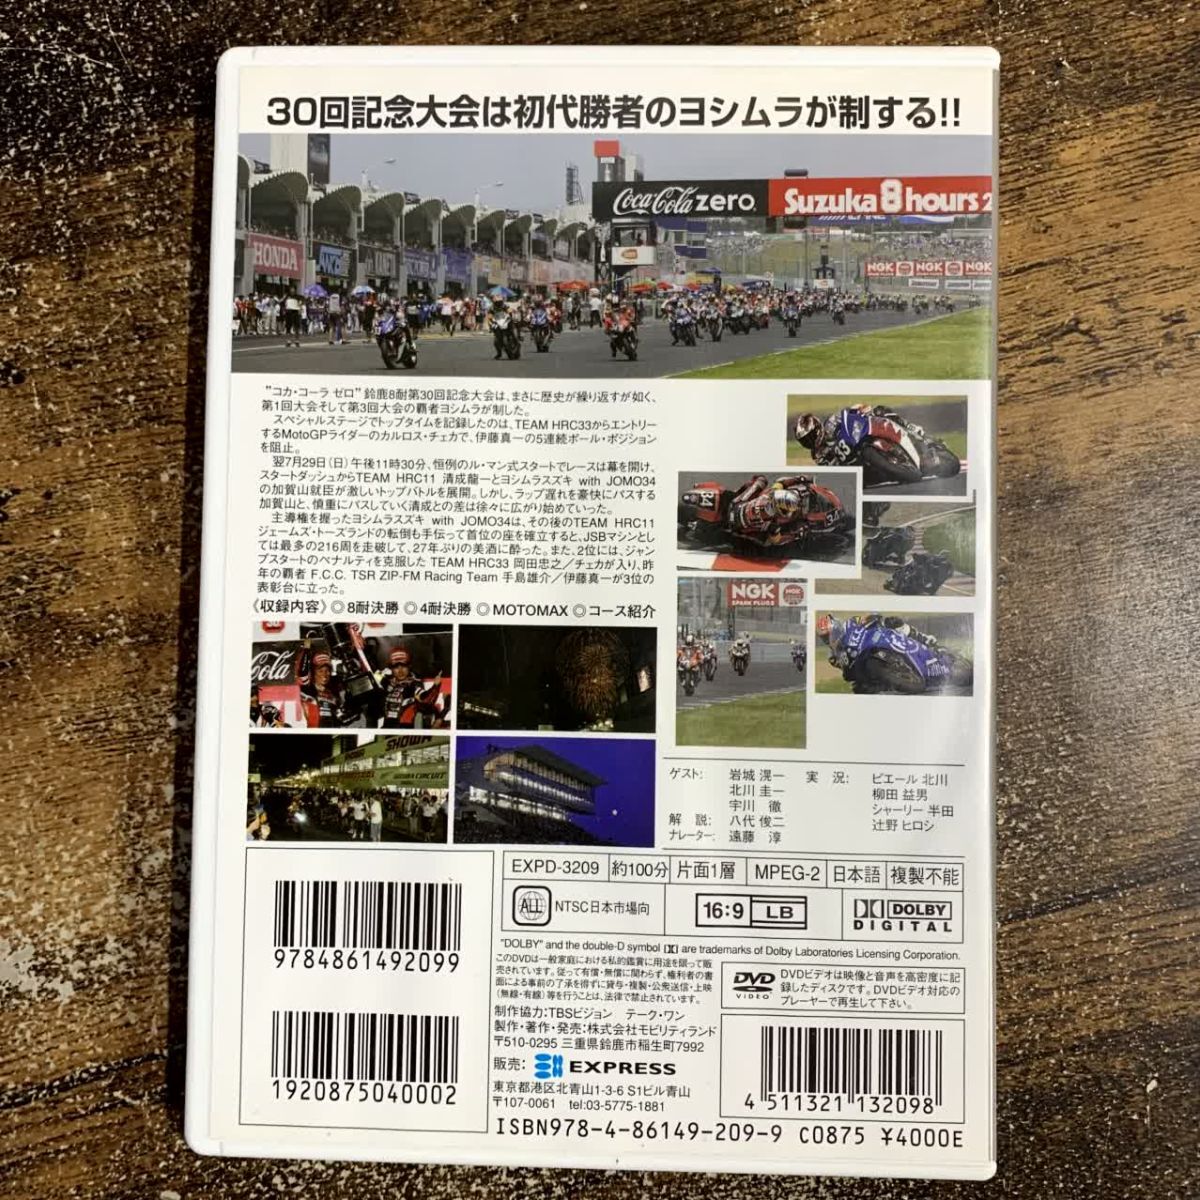 30回記念大会は初代勝者のヨシムラが制する!!
Coca-Cola zero.
Suzuka 8 hours 2
HONDA
NGK NGK NGK
"コカ・コーラ ゼロ" 鈴鹿8耐第30回記念大会は、まさに歴史が繰り返すが如く、
第1回大会そして第3回大会の覇者ヨシムラが制した。
スペシャルステージでトップタイムを記録したのは、TEAM HRC33からエントリー
するMotoGPライダーのカルロス・チェカで、伊藤真一の5連続ポール・ポジション
を阻止。
翌7月29日(日)午後11時30分、恒例のル・マン式スタートでレースは幕を開け、
スタートダッシュからTEAM HRC11 清成龍一とヨシムラスズキ with JOMO34
の加賀山就臣が激しいトップバトルを展開。しかし、ラップ遅れを豪快にパスする
加賀山と、慎重にパスしていく清成との差は徐々に広がり始めていった。
主導権を握ったヨシムラスズキ with JOMO34は、その後のTEAM HRC11
ジェームズ・トーズランドの転倒も手伝って首位の座を確立すると、JSBマシンとし
ては最多の216周を走破して、27年ぶりの美酒に酔った。また、2位には、ジャン
プスタートのペナルティを克服した TEAM HRC33 岡田忠之／チェカが入り、昨
年の覇者 F.C.C. TSR ZIP-FM Racing Team 手島雄介／伊藤真一が3位の
表彰台に立った。
《収録内容》◎8耐決勝 ◎4耐決勝 ◎MOTOMAX ◎コース紹介
33
34
34
NGK
SPARK PLUGS
Cola
SHOWA
SUZUKA CIRCUIT
ゲスト: 岩城 滉一
北川 圭一
宇川 徹
解 説: 八代 俊二
ナレーター: 遠藤 淳
実 況: ピエール 北川
柳田 益男
シャーリー 半田
辻野 ヒロシ
9784861492099
1920875040002
EXPD-3209 約100分 片面1層 MPEG-2 日本語 複製不能
ALL NTSC日本市場向 16:9 LB DOLBY
DIGITAL
"DOLBY" and the double-D symbol are trademarks of Dolby Laboratories Licensing Corporation.
このDVDは一般家庭における私的鑑賞に用途を限って販
売されています。従って有償・無償に関わらず、権利者の書
面による事前の了承を得ずに貸与・複製・公衆送信・上映
(無線・有線)等を行うことは、法律で禁止されています。
DVD
VIDEO
DVDビデオは映像と音声を高密度に記
録したディスクです。DVDビデオ対応の
プレーヤーで再生して下さい。
制作協力:TBSビジョン テーク・ワン
製作・著作・発売:株式会社モビリティランド
〒510-0295 三重県鈴鹿市稲生町7992
販売: EXPRESS
東京都港区北青山1-3-6 S1ビル青山
〒107-0061 tel:03-5775-1881
4 511321 132098
ISBN978-4-86149-209-9 C0875 ¥4000E